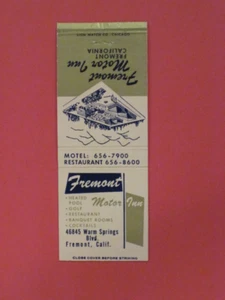 Fremont
Motor Inn
FREMONT
CALIFORNIA
MOTEL: 656-7900
RESTAURANT 656-8600
Fremont
Motor Inn
• HEATED
POOL
• GOLF
• RESTAURANT
• BANQUET ROOMS
• COCKTAILS
46845 Warm Springs
Blvd.
Fremont, Calif.
CLOSE COVER BEFORE STRIKING